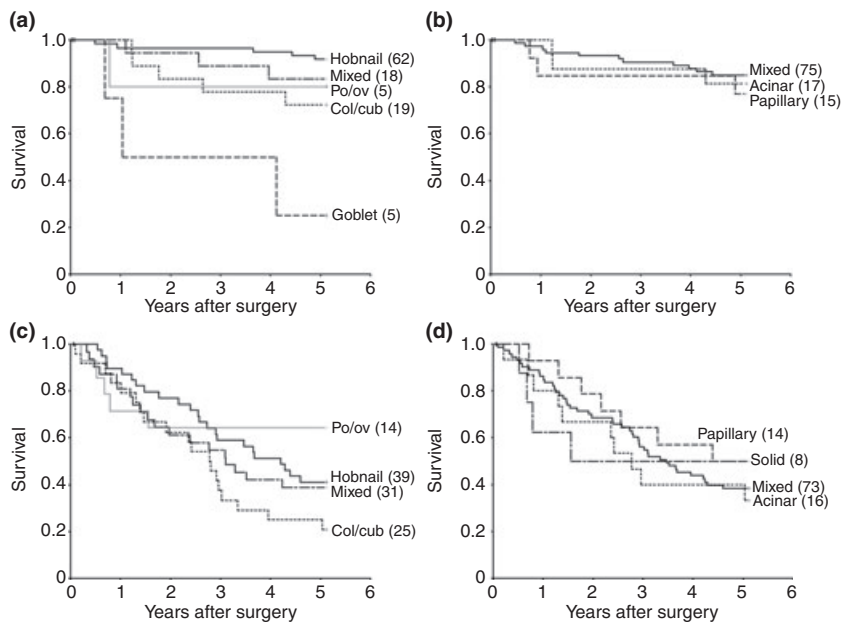 (a)
1.0
0.8
0.6
0.4
0.2
0
Survival
Hobnail (62)
Mixed (18)
Po/ov (5)
Col/cub (19)
Goblet (5)
0 1 2 3 4 5 6
Years after surgery
(b)
1.0
0.8
0.6
0.4
0.2
0
Survival
Mixed (75)
Acinar (17)
Papillary (15)
0 1 2 3 4 5 6
Years after surgery
(c)
1.0
0.8
0.6
0.4
0.2
0
Survival
Po/ov (14)
Hobnail (39)
Mixed (31)
Col/cub (25)
0 1 2 3 4 5 6
Years after surgery
(d)
1.0
0.8
0.6
0.4
0.2
0
Survival
Papillary (14)
Solid (8)
Mixed (73)
Acinar (16)
0 1 2 3 4 5 6
Years after surgery